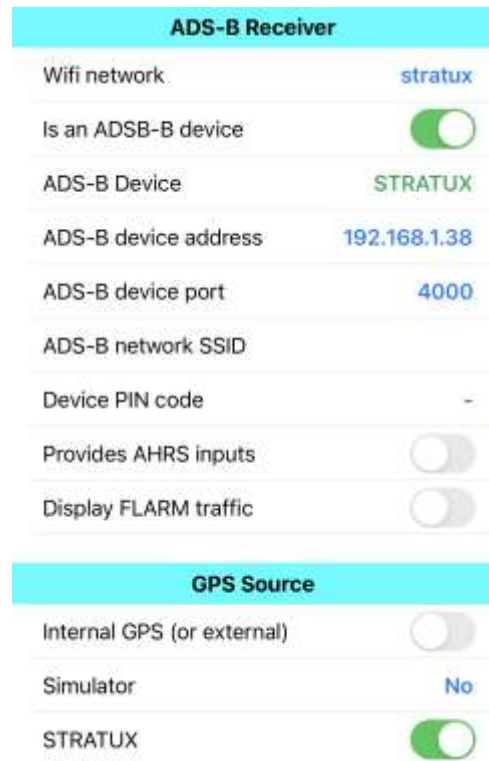 ADS-B Receiver
Wifi network stratux
Is an ADSB-B device
ADS-B Device STRATUX
ADS-B device address 192.168.1.38
ADS-B device port 4000
ADS-B network SSID
Device PIN code -
Provides AHRS inputs
Display FLARM traffic
GPS Source
Internal GPS (or external)
Simulator No
STRATUX